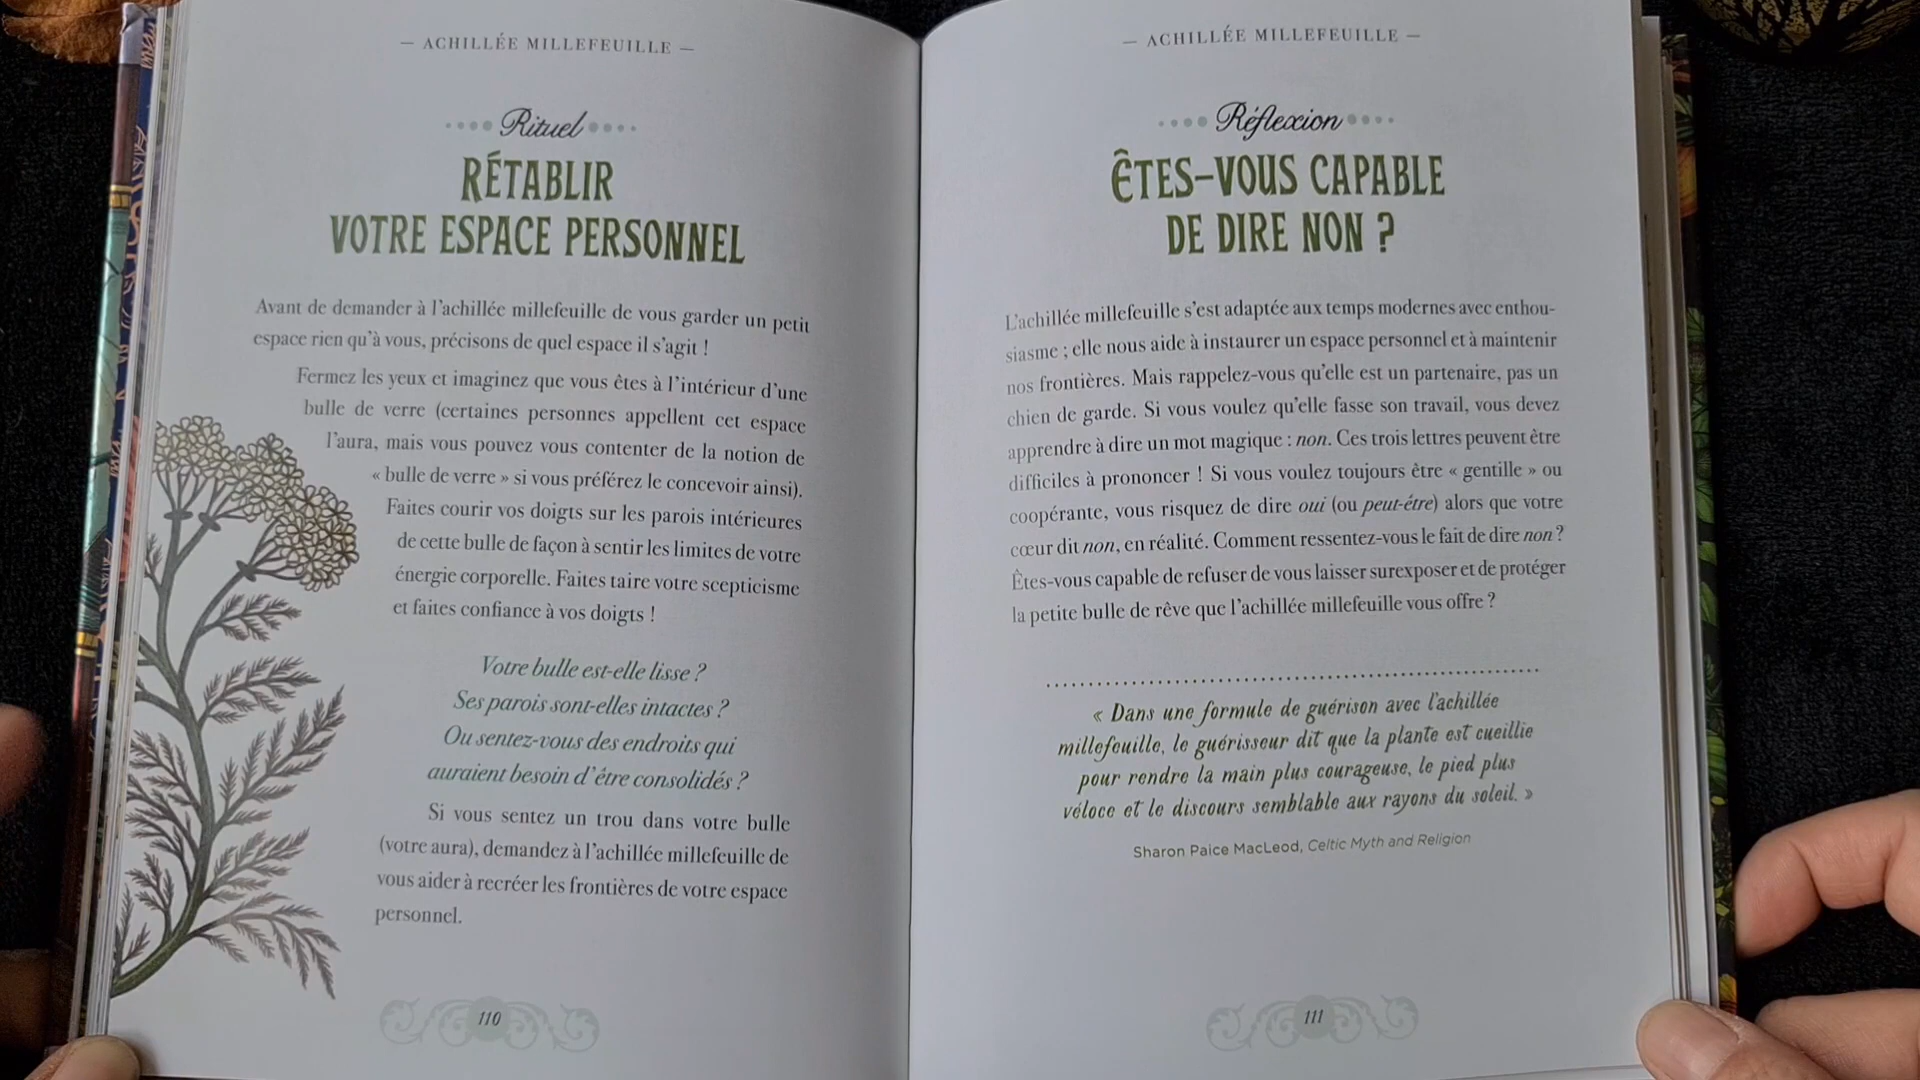 — ACHILLÉE MILLEFEUILLE —
Rituel
RÉTABLIR
VOTRE ESPACE PERSONNEL
Avant de demander à l'achillée millefeuille de vous garder un petit
espace rien qu'à vous, précisons de quel espace il s'agit !
Fermez les yeux et imaginez que vous êtes à l'intérieur d'une
bulle de verre (certaines personnes appellent cet espace
l'aura, mais vous pouvez vous contenter de la notion de
« bulle de verre » si vous préférez le concevoir ainsi).
Faites courir vos doigts sur les parois intérieures
de cette bulle de façon à sentir les limites de votre
énergie corporelle. Faites taire votre scepticisme
et faites confiance à vos doigts !
Votre bulle est-elle lisse ?
Ses parois sont-elles intactes ?
Ou sentez-vous des endroits qui
auraient besoin d'être consolidés ?
Si vous sentez un trou dans votre bulle
(votre aura), demandez à l'achillée millefeuille de
vous aider à recréer les frontières de votre espace
personnel.
110
— ACHILLÉE MILLEFEUILLE —
Réflexion
ÊTES-VOUS CAPABLE
DE DIRE NON ?
L'achillée millefeuille s'est adaptée aux temps modernes avec enthou-
siasme ; elle nous aide à instaurer un espace personnel et à maintenir
nos frontières. Mais rappelez-vous qu'elle est un partenaire, pas un
chien de garde. Si vous voulez qu'elle fasse son travail, vous devez
apprendre à dire un mot magique : non. Ces trois lettres peuvent être
difficiles à prononcer ! Si vous voulez toujours être « gentille » ou
coopérante, vous risquez de dire oui (ou peut-être) alors que votre
cœur dit non, en réalité. Comment ressentez-vous le fait de dire non ?
Êtes-vous capable de refuser de vous laisser surexposer et de protéger
la petite bulle de rêve que l'achillée millefeuille vous offre ?
« Dans une formule de guérison avec l'achillée
millefeuille, le guérisseur dit que la plante est cueillie
pour rendre la main plus courageuse, le pied plus
véloce et le discours semblable aux rayons du soleil. »
Sharon Paice MacLeod, Celtic Myth and Religion
111